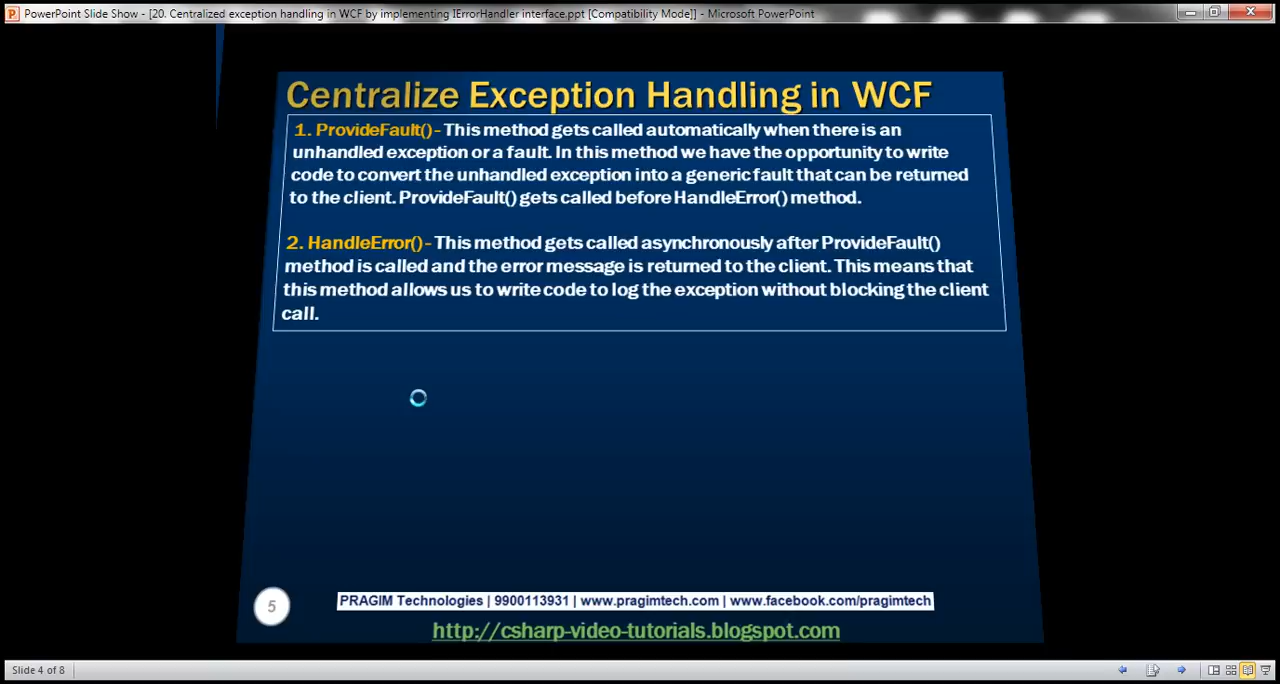 PowerPoint Slide Show - [20. Centralized exception handling in WCF by implementing IErrorHandler interface.ppt [Compatibility Mode]] - Microsoft PowerPoint
Centralize Exception Handling in WCF
1. ProvideFault()- This method gets called automatically when there is an
unhandled exception or a fault. In this method we have the opportunity to write
code to convert the unhandled exception into a generic fault that can be returned
to the client. ProvideFault() gets called before HandleError() method.
2. HandleError()- This method gets called asynchronously after ProvideFault()
method is called and the error message is returned to the client. This means that
this method allows us to write code to log the exception without blocking the client
call.
5
PRAGIM Technologies | 9900113931 | www.pragimtech.com | www.facebook.com/pragimtech
http://csharp-video-tutorials.blogspot.com
Slide 4 of 8